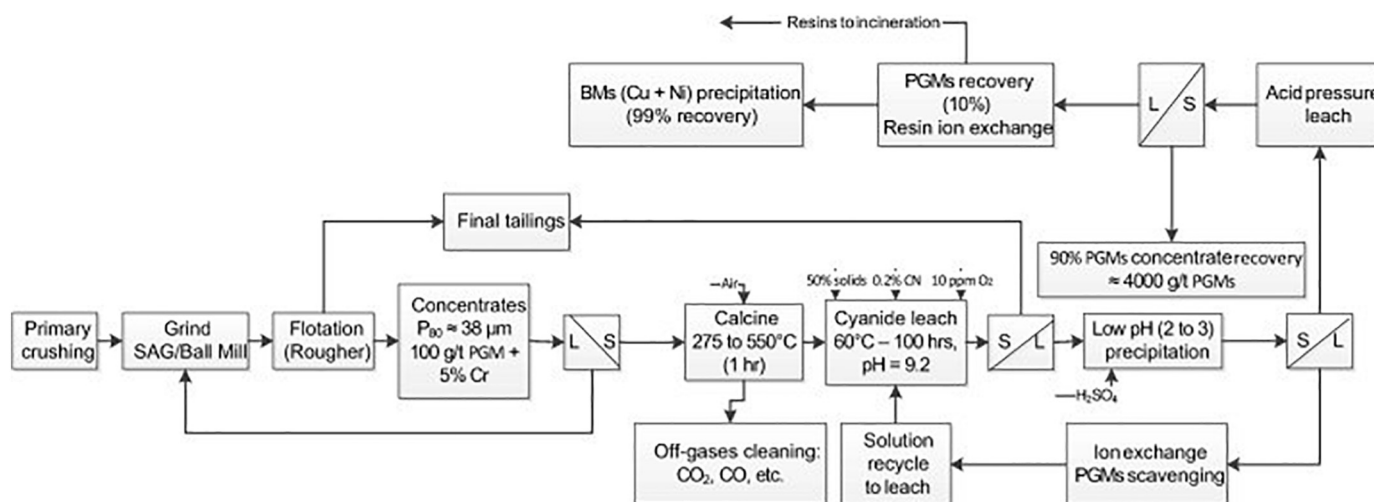 Resins to incineration
BMs (Cu + Ni) precipitation
(99% recovery)
PGMs recovery
(10%)
Resin ion exchange
L
S
Acid pressure
leach
Final tailings
90% PGMs concentrate recovery
≈ 4000 g/t PGMs
Primary
crushing
Grind
SAG/Ball Mill
Flotation
(Rougher)
Concentrates
P80 ≈ 38 µm
100 g/t PGM +
5% Cr
L
S
Air
Calcine
275 to 550°C
(1 hr)
50% solids 0.2% CN 10 ppm O2
Cyanide leach
60°C – 100 hrs,
pH = 9.2
S
L
Low pH (2 to 3)
precipitation
H2SO4
S
L
Off-gases cleaning:
CO2, CO, etc.
Solution
recycle
to leach
Ion exchange
PGMs scavenging